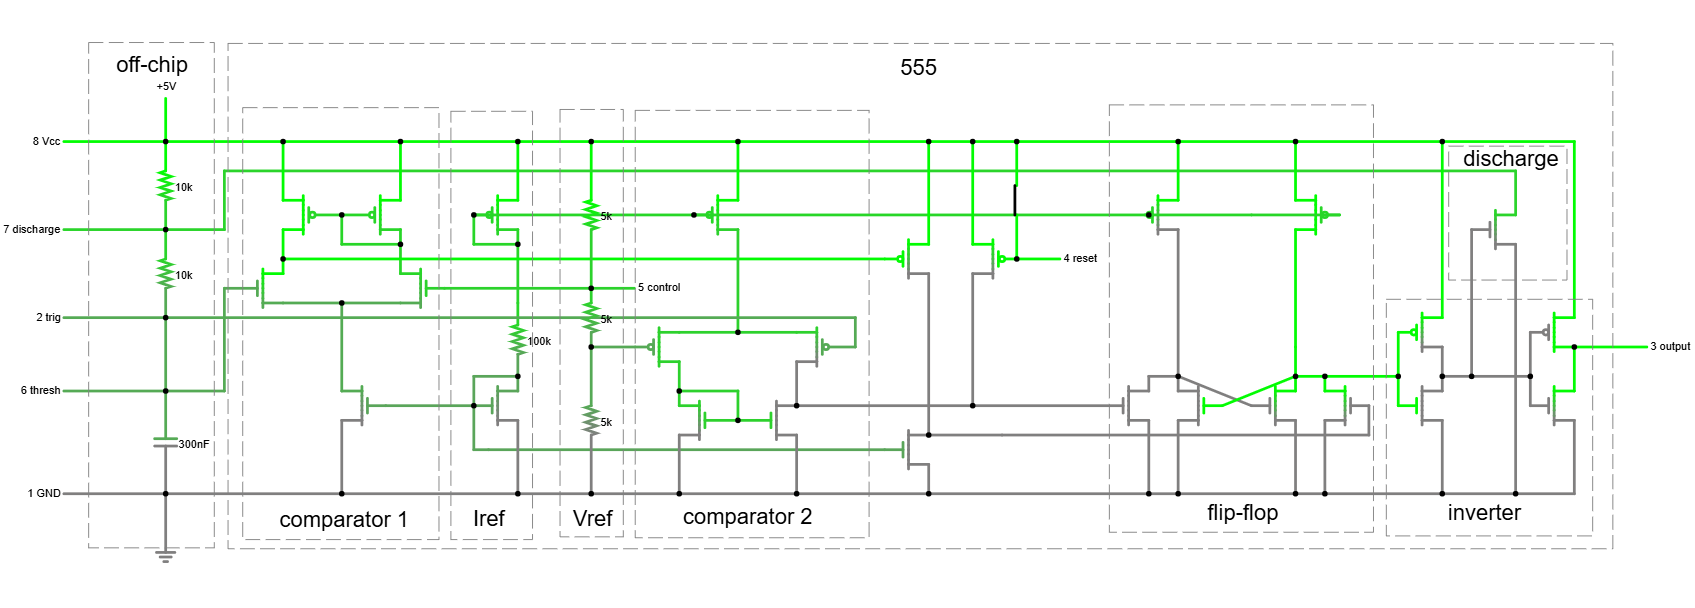 off-chip
555
+5V
8 Vcc
discharge
10k
5k
7 discharge
4 reset
10k
5 control
2 trig
5k
100k
3 output
6 thresh
5k
300nF
1 GND
comparator 1
Iref
Vref
comparator 2
flip-flop
inverter